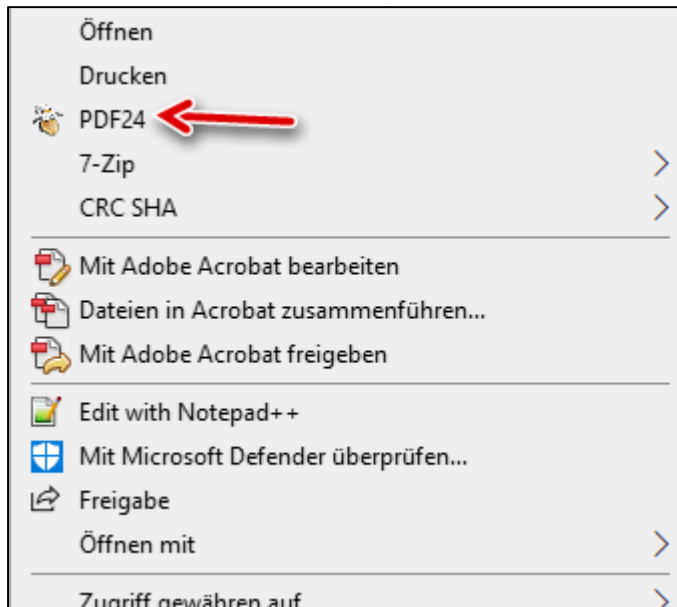 Öffnen
Drucken
PDF24
7-Zip
CRC SHA
Mit Adobe Acrobat bearbeiten
Dateien in Acrobat zusammenführen...
Mit Adobe Acrobat freigeben
Edit with Notepad++
Mit Microsoft Defender überprüfen...
Freigabe
Öffnen mit
Zugriff gewähren auf